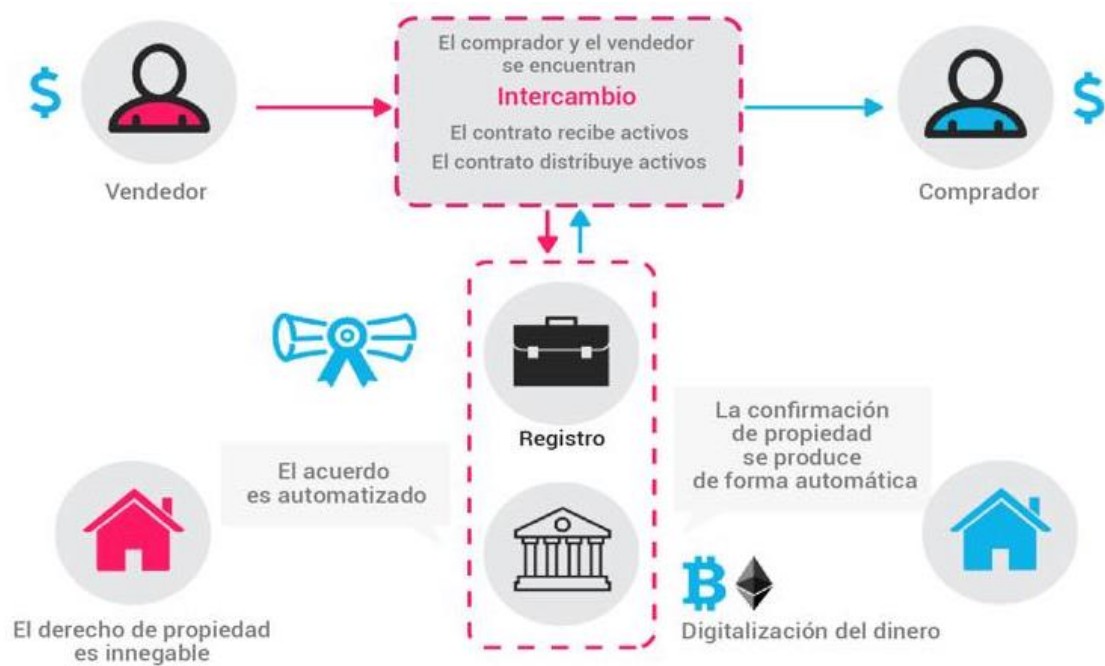 El comprador y el vendedor
se encuentran
Intercambio
El contrato recibe activos
El contrato distribuye activos
$
Vendedor
$
Comprador
Registro
El acuerdo
es automatizado
La confirmación
de propiedad
se produce
de forma automática
El derecho de propiedad
es innegable
Digitalización del dinero